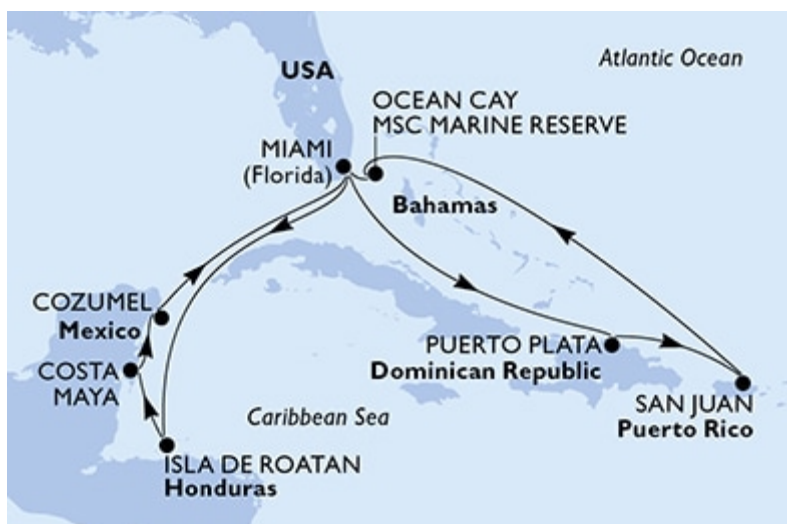 Atlantic Ocean
USA
OCEAN CAY
MSC MARINE RESERVE
MIAMI
(Florida)
Bahamas
COZUMEL
Mexico
PUERTO PLATA
Dominican Republic
COSTA
MAYA
SAN JUAN
Puerto Rico
Caribbean Sea
ISLA DE ROATAN
Honduras